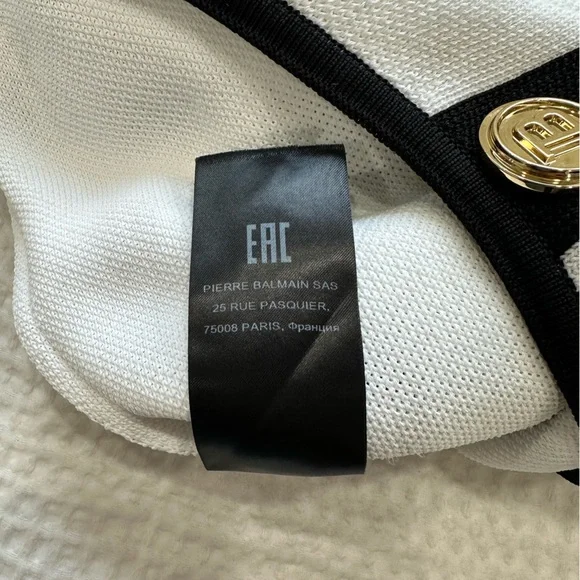 EAC
PIERRE BALMAIN SAS
25 RUE PASQUIER,
75008 PARIS, Франция